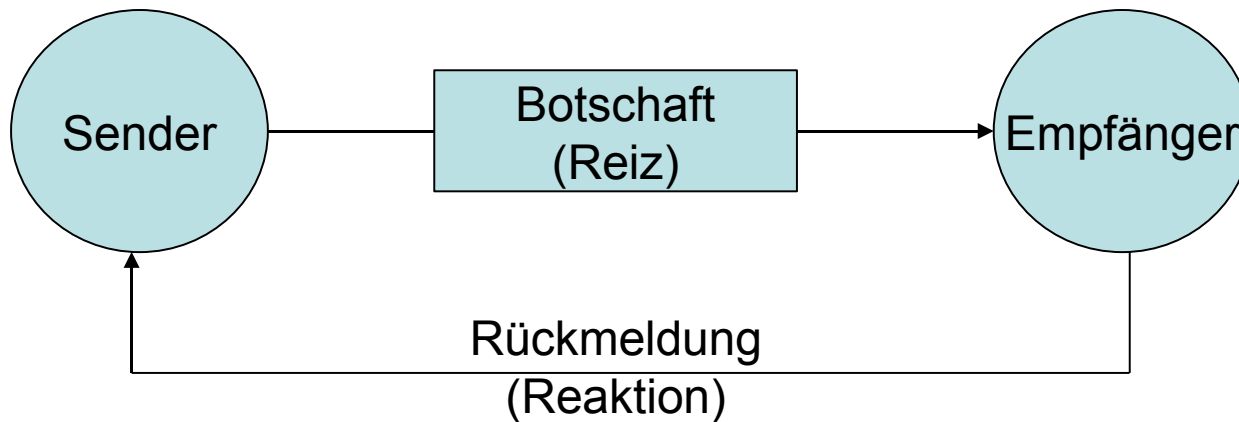 Sender
Botschaft
(Reiz)
Empfänger
Rückmeldung
(Reaktion)